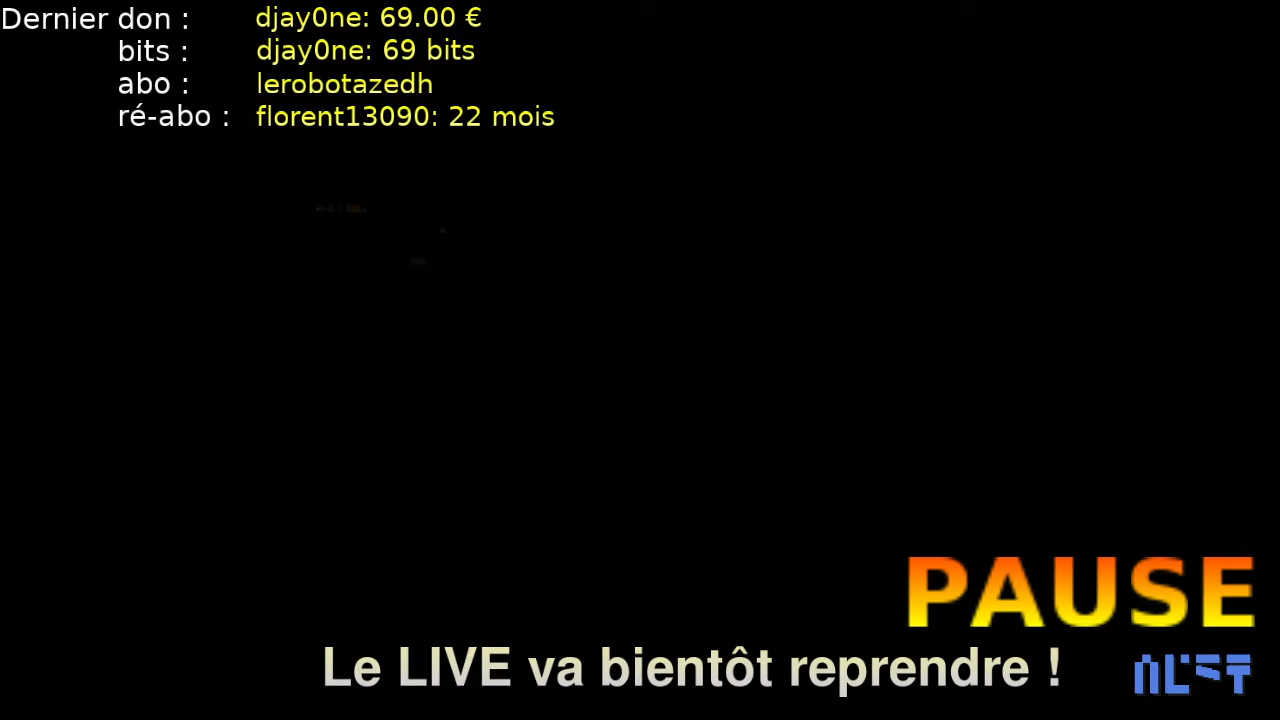 Dernier don : djay0ne: 69.00 €
bits : djay0ne: 69 bits
abo : lerobotazedh
ré-abo : florent13090: 22 mois
PAUSE
Le LIVE va bientôt reprendre !